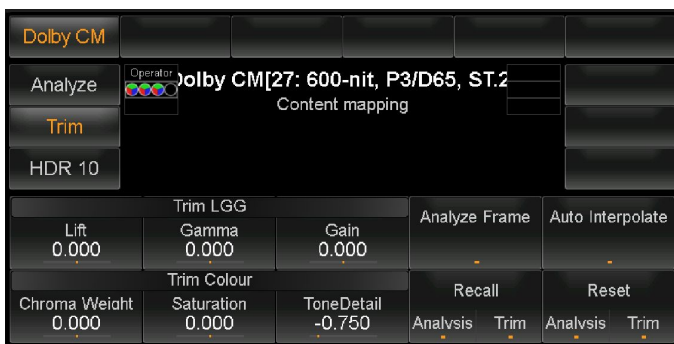 Dolby CM
Analyze
Operator
Dolby CM[27: 600-nit, P3/D65, ST.2
Content mapping
Trim
HDR 10
Trim LGG
Lift
Gamma
Gain
0.000
0.000
0.000
Analyze Frame
Auto Interpolate
Trim Colour
Chroma Weight
Saturation
ToneDetail
0.000
0.000
-0.750
Recall
Reset
Analysis
Trim
Analysis
Trim